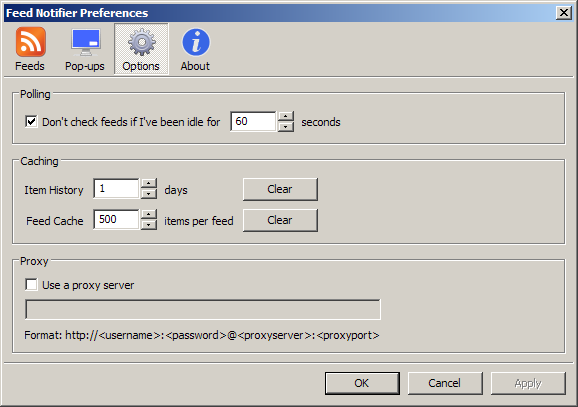 Feed Notifier Preferences
Feeds Pop-ups Options About
Polling
Don't check feeds if I've been idle for 60 seconds
Caching
Item History 1 days Clear
Feed Cache 500 items per feed Clear
Proxy
Use a proxy server
Format: http://<username>:<password>@<proxyserver>:<proxyport>
OK Cancel Apply